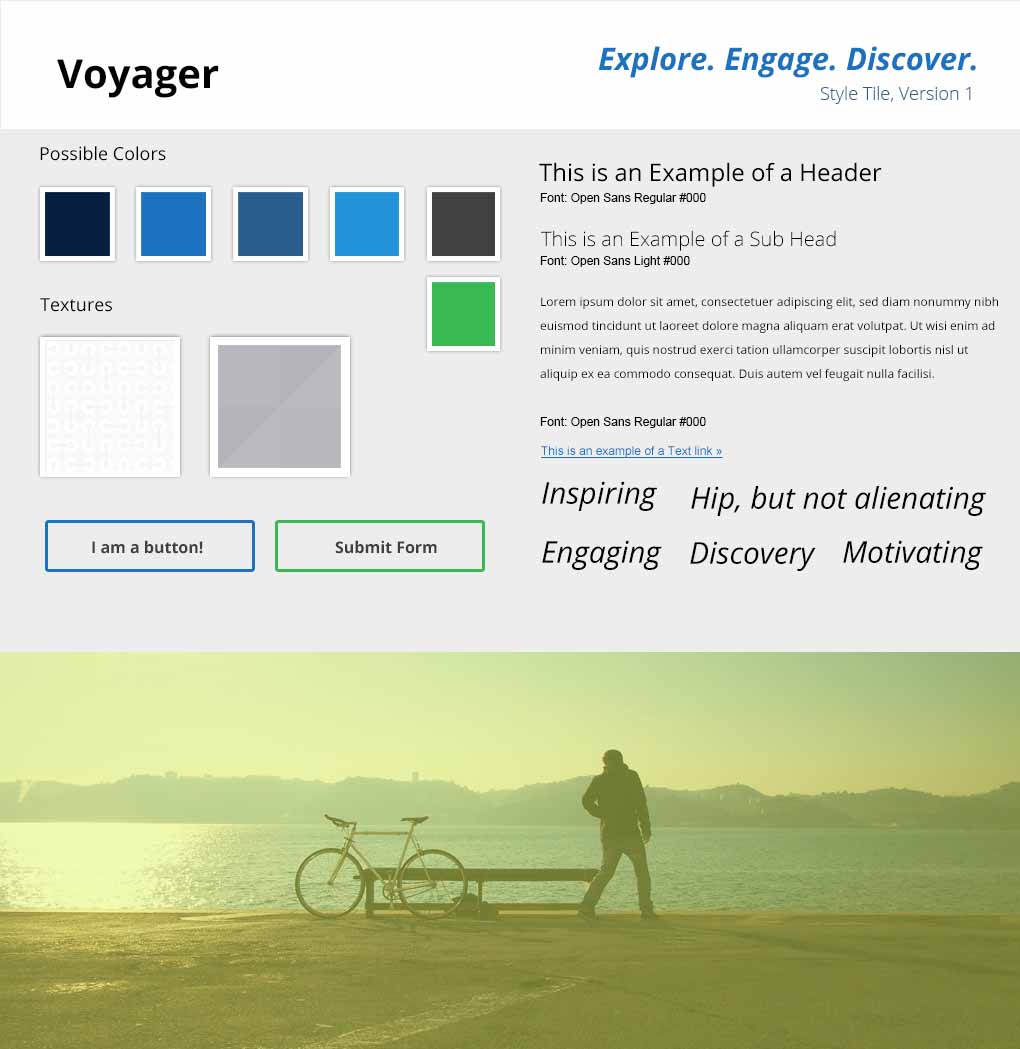 Voyager
Explore. Engage. Discover.
Style Tile, Version 1
Possible Colors
Textures
I am a button!
Submit Form
This is an Example of a Header
Font: Open Sans Regular #000
This is an Example of a Sub Head
Font: Open Sans Light #000
Lorem ipsum dolor sit amet, consectetuer adipiscing elit, sed diam nonummy nibh
euismod tincidunt ut laoreet dolore magna aliquam erat volutpat. Ut wisi enim ad
minim veniam, quis nostrud exerci tation ullamcorper suscipit lobortis nisl ut
aliquip ex ea commodo consequat. Duis autem vel feugait nulla facilisi.
Font: Open Sans Regular #000
This is an example of a Text link »
Inspiring
Hip, but not alienating
Engaging
Discovery
Motivating